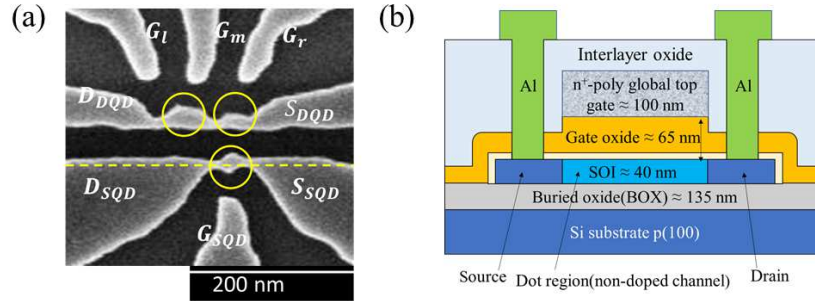 (a)
G_l
G_m
G_r
D_DQD
S_DQD
D_SQD
S_SQD
G_SQD
200 nm
(b)
Interlayer oxide
Al
Al
n⁺-poly global top
gate ≈ 100 nm
Gate oxide ≈ 65 nm
SOI ≈ 40 nm
Buried oxide(BOX) ≈ 135 nm
Si substrate p(100)
Source
Dot region(non-doped channel)
Drain